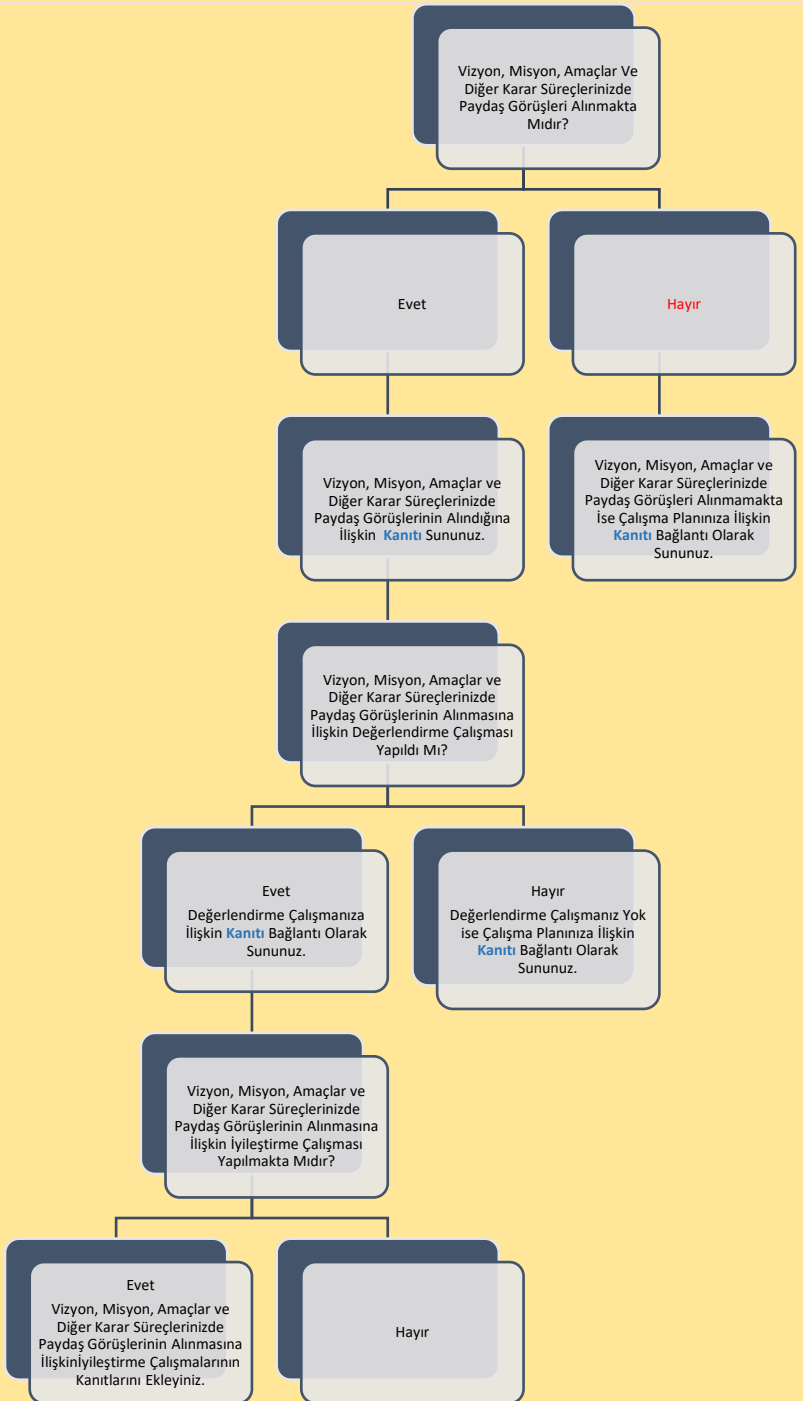 Vizyon, Misyon, Amaçlar Ve
Diğer Karar Süreçlerinizde
Paydaş Görüşleri Alınmakta
Mıdır?
Evet
Hayır
Vizyon, Misyon, Amaçlar ve
Diğer Karar Süreçlerinizde
Paydaş Görüşlerinin Alındığına
İlişkin Kanıtı Sununuz.
Vizyon, Misyon, Amaçlar ve
Diğer Karar Süreçlerinizde
Paydaş Görüşleri Alınmamakta
İse Çalışma Planınıza İlişkin
Kanıtı Bağlantı Olarak
Sununuz.
Vizyon, Misyon, Amaçlar ve
Diğer Karar Süreçlerinizde
Paydaş Görüşlerinin Alınmasına
İlişkin Değerlendirme Çalışması
Yapıldı Mı?
Evet
Değerlendirme Çalışmanıza
İlişkin Kanıtı Bağlantı Olarak
Sununuz.
Hayır
Değerlendirme Çalışmanız Yok
ise Çalışma Planınıza İlişkin
Kanıtı Bağlantı Olarak
Sununuz.
Vizyon, Misyon, Amaçlar ve
Diğer Karar Süreçlerinizde
Paydaş Görüşlerinin Alınmasına
İlişkin İyileştirme Çalışması
Yapılmakta Mıdır?
Evet
Vizyon, Misyon, Amaçlar ve
Diğer Karar Süreçlerinizde
Paydaş Görüşlerinin Alınmasına
İlişkinİyileştirme Çalışmalarının
Kanıtlarını Ekleyiniz.
Hayır